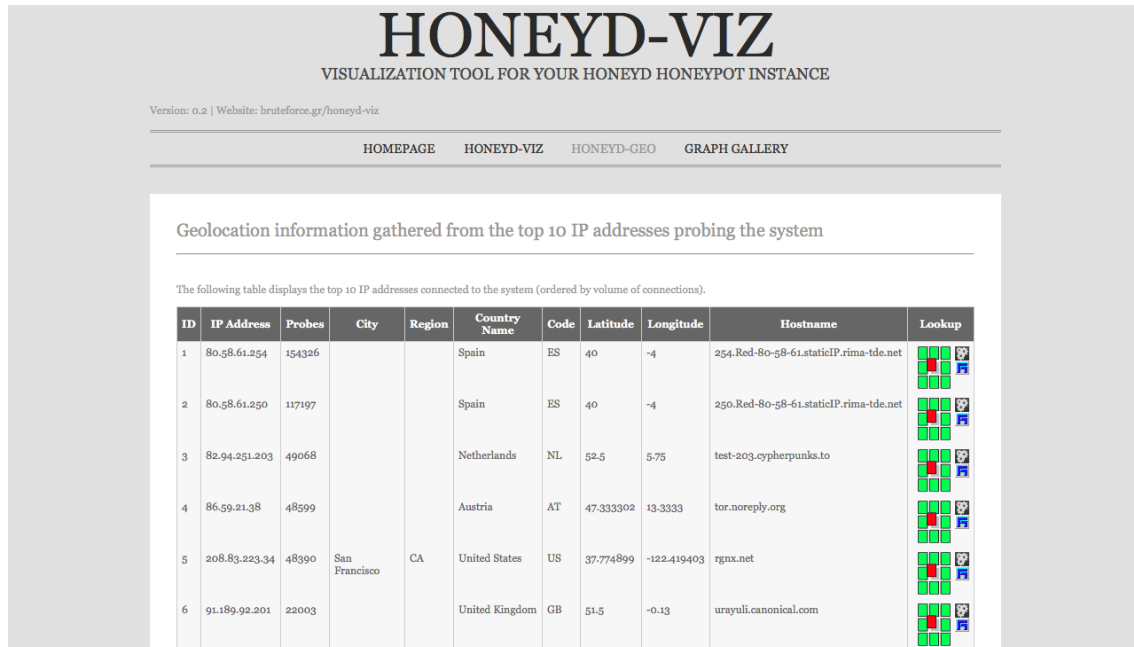 HONEYD-VIZ
VISUALIZATION TOOL FOR YOUR HONEYD HONEYPOT INSTANCE
Version: 0.2 | Website: bruteforce.gr/honeyd-viz
HOMEPAGE HONEYD-VIZ HONEYD-GEO GRAPH GALLERY
Geolocation information gathered from the top 10 IP addresses probing the system
The following table displays the top 10 IP addresses connected to the system (ordered by volume of connections).
ID IP Address Probes City Region Country Name Code Latitude Longitude Hostname Lookup
1 80.58.61.254 154326 Spain ES 40 -4 254.Red-80-58-61.staticIP.rima-tde.net
2 80.58.61.250 117197 Spain ES 40 -4 250.Red-80-58-61.staticIP.rima-tde.net
3 82.94.251.203 49068 Netherlands NL 52.5 5.75 test-203.cypherpunks.to
4 86.59.21.38 48599 Austria AT 47.333302 13.3333 tor.noreply.org
5 208.83.223.34 48390 San Francisco CA United States US 37.774899 -122.419403 rgnx.net
6 91.189.92.201 22003 United Kingdom GB 51.5 -0.13 urayuli.canonical.com